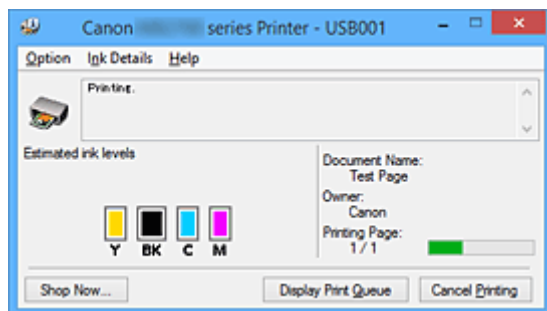 Canon series Printer - USB001
Option Ink Details Help
Printing.
Estimated ink levels
Document Name:
Test Page
Owner:
Canon
Printing Page:
1 / 1
Y BK C M
Shop Now... Display Print Queue Cancel Printing